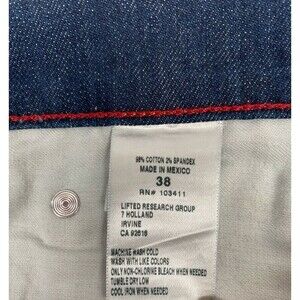 98% COTTON 2% SPANDEX
MADE IN MEXICO
38
RN# 103411
LIFTED RESEARCH GROUP
7 HOLLAND
IRVINE
CA 92618
MACHINE WASH COLD
WASH WITH LIKE COLORS
ONLY NON-CHLORINE BLEACH WHEN NEEDED
TUMBLE DRY LOW
COOL IRON WHEN NEEDED